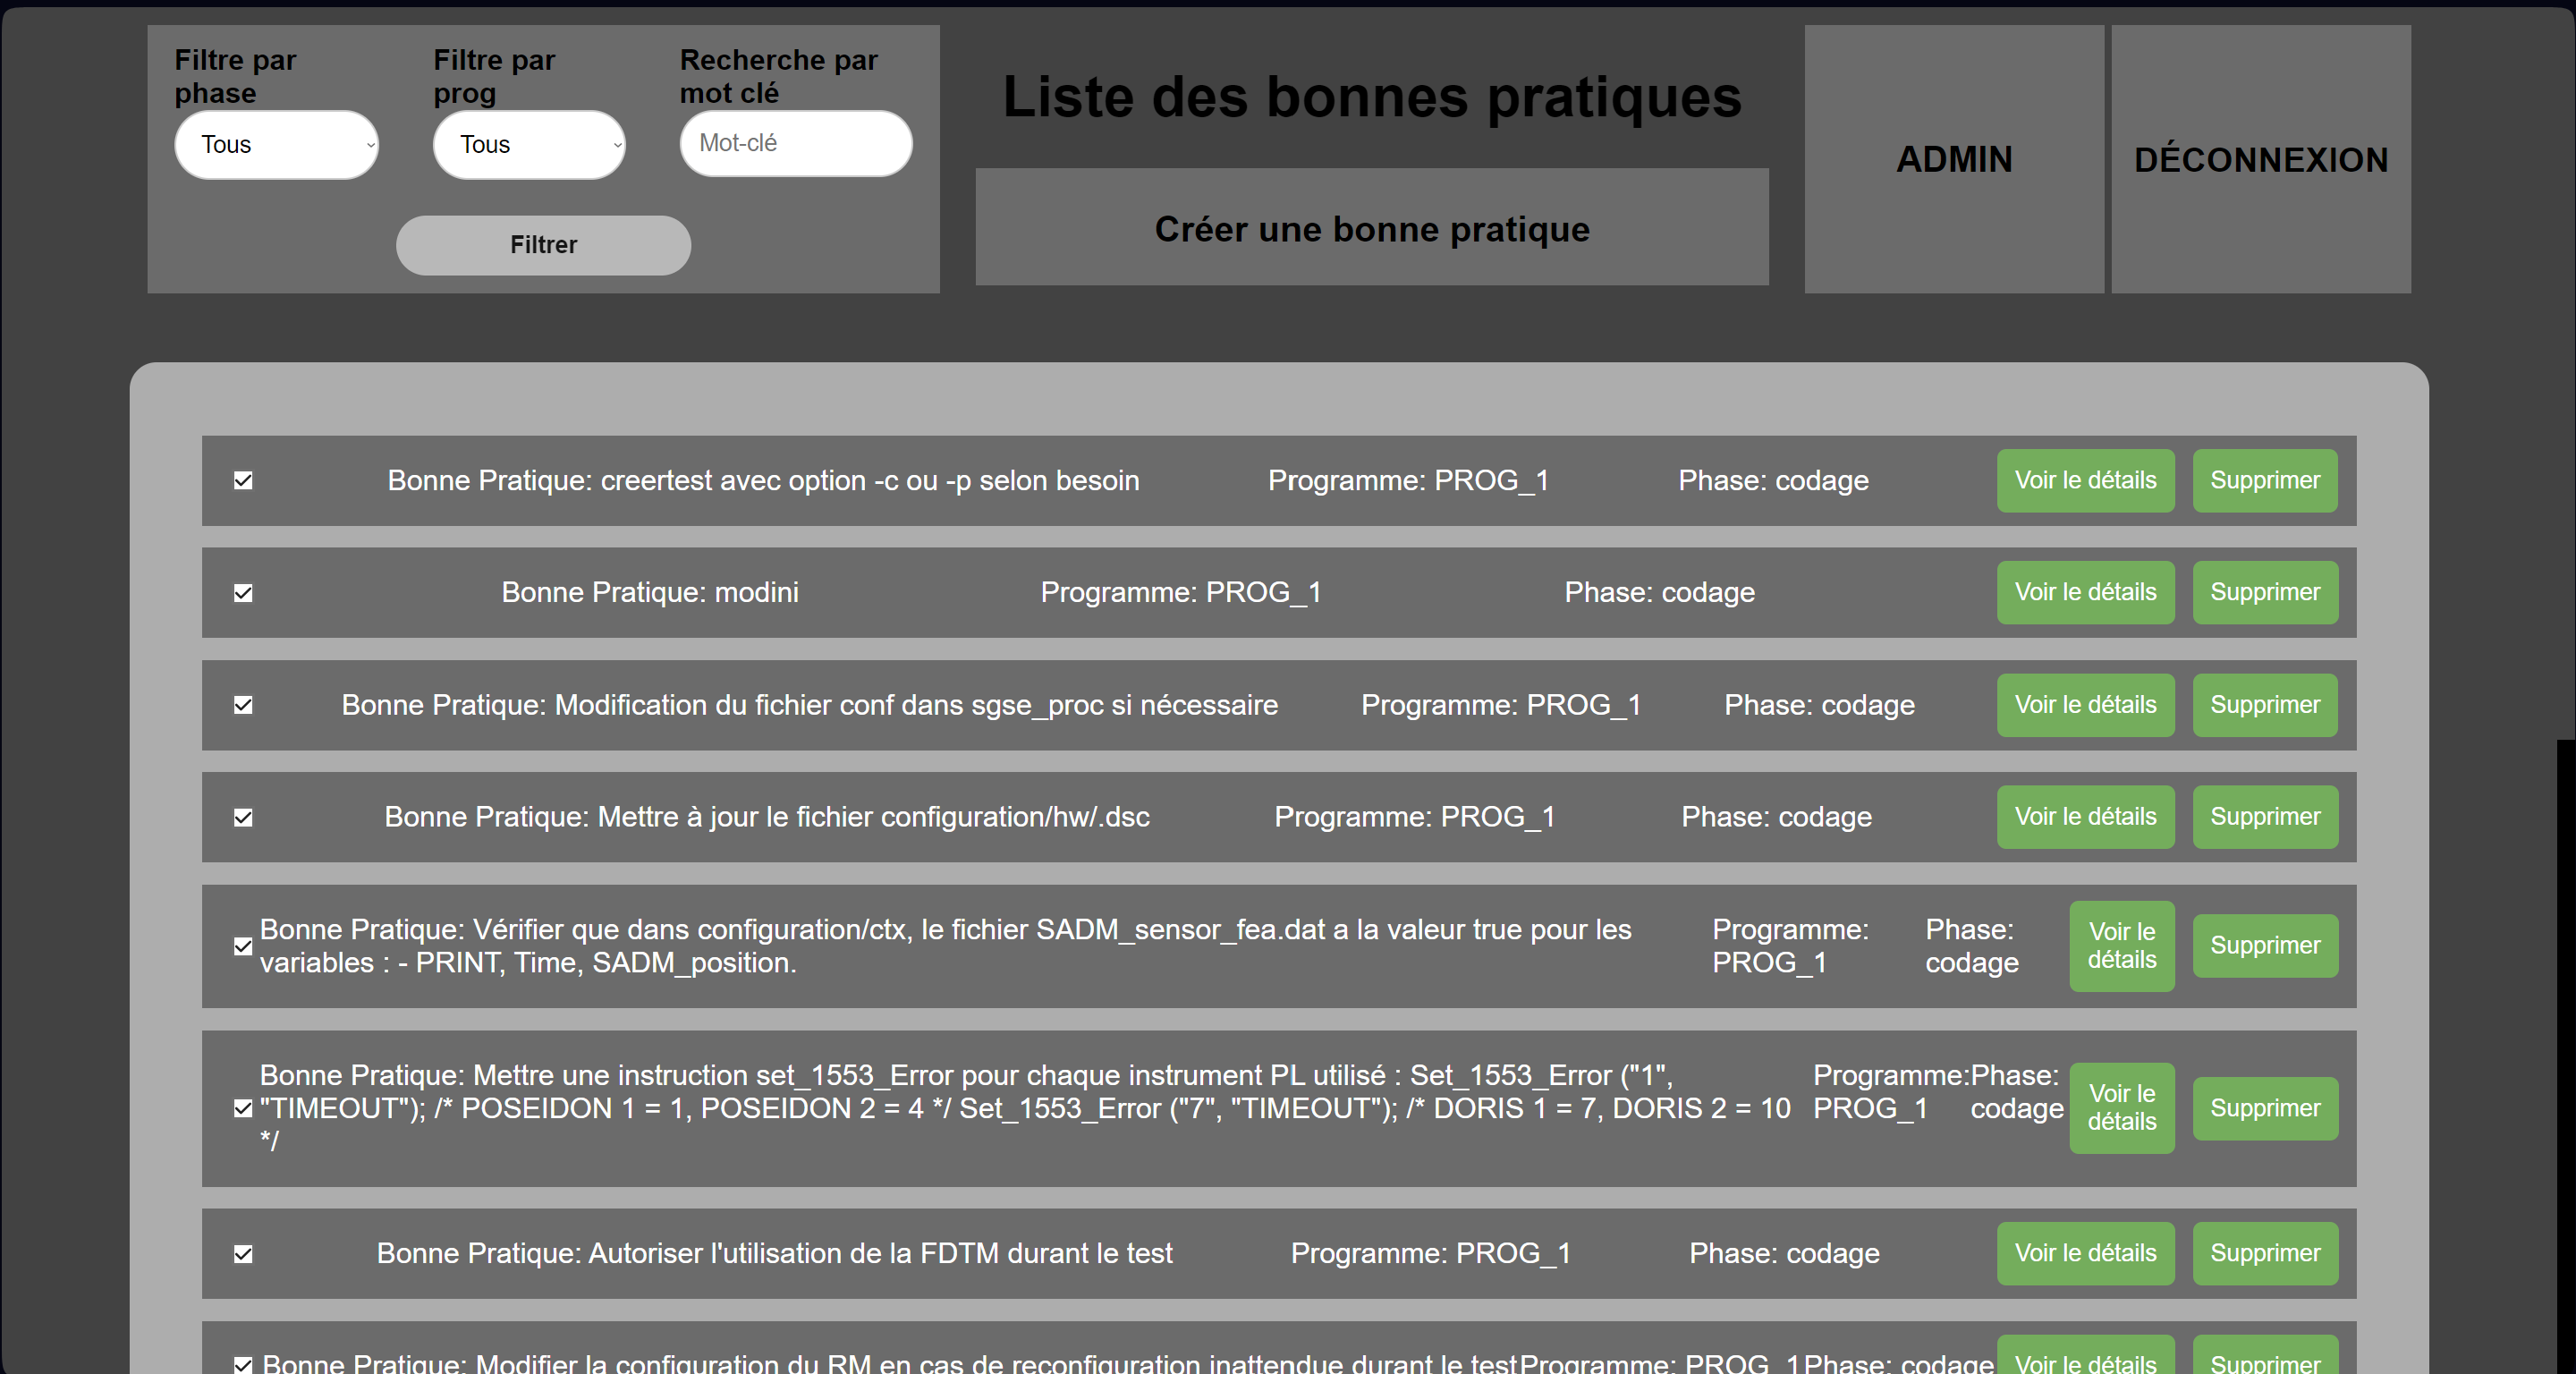 Filtre par
phase
Tous
Filtre par
prog
Tous
Recherche par
mot clé
Mot-clé
Filtrer
Liste des bonnes pratiques
Créer une bonne pratique
ADMIN
DÉCONNEXION
Bonne Pratique: creertest avec option -c ou -p selon besoin Programme: PROG_1 Phase: codage Voir le détails Supprimer
Bonne Pratique: modini Programme: PROG_1 Phase: codage Voir le détails Supprimer
Bonne Pratique: Modification du fichier conf dans sgse_proc si nécessaire Programme: PROG_1 Phase: codage Voir le détails Supprimer
Bonne Pratique: Mettre à jour le fichier configuration/hw/.dsc Programme: PROG_1 Phase: codage Voir le détails Supprimer
Bonne Pratique: Vérifier que dans configuration/ctx, le fichier SADM_sensor_fea.dat a la valeur true pour les
variables : - PRINT, Time, SADM_position.
Programme:
PROG_1
Phase:
codage
Voir le
détails
Supprimer
Bonne Pratique: Mettre une instruction set_1553_Error pour chaque instrument PL utilisé : Set_1553_Error ("1",
"TIMEOUT"); /* POSEIDON 1 = 1, POSEIDON 2 = 4 */ Set_1553_Error ("7", "TIMEOUT"); /* DORIS 1 = 7, DORIS 2 = 10
*/
Programme:
PROG_1
Phase:
codage
Voir le
détails
Supprimer
Bonne Pratique: Autoriser l'utilisation de la FDTM durant le test Programme: PROG_1 Phase: codage Voir le détails Supprimer
Bonne Pratique: Modifier la configuration du RM en cas de reconfiguration inattendue durant le test Programme: PROG_1 Phase: codage Voir le détails Supprimer